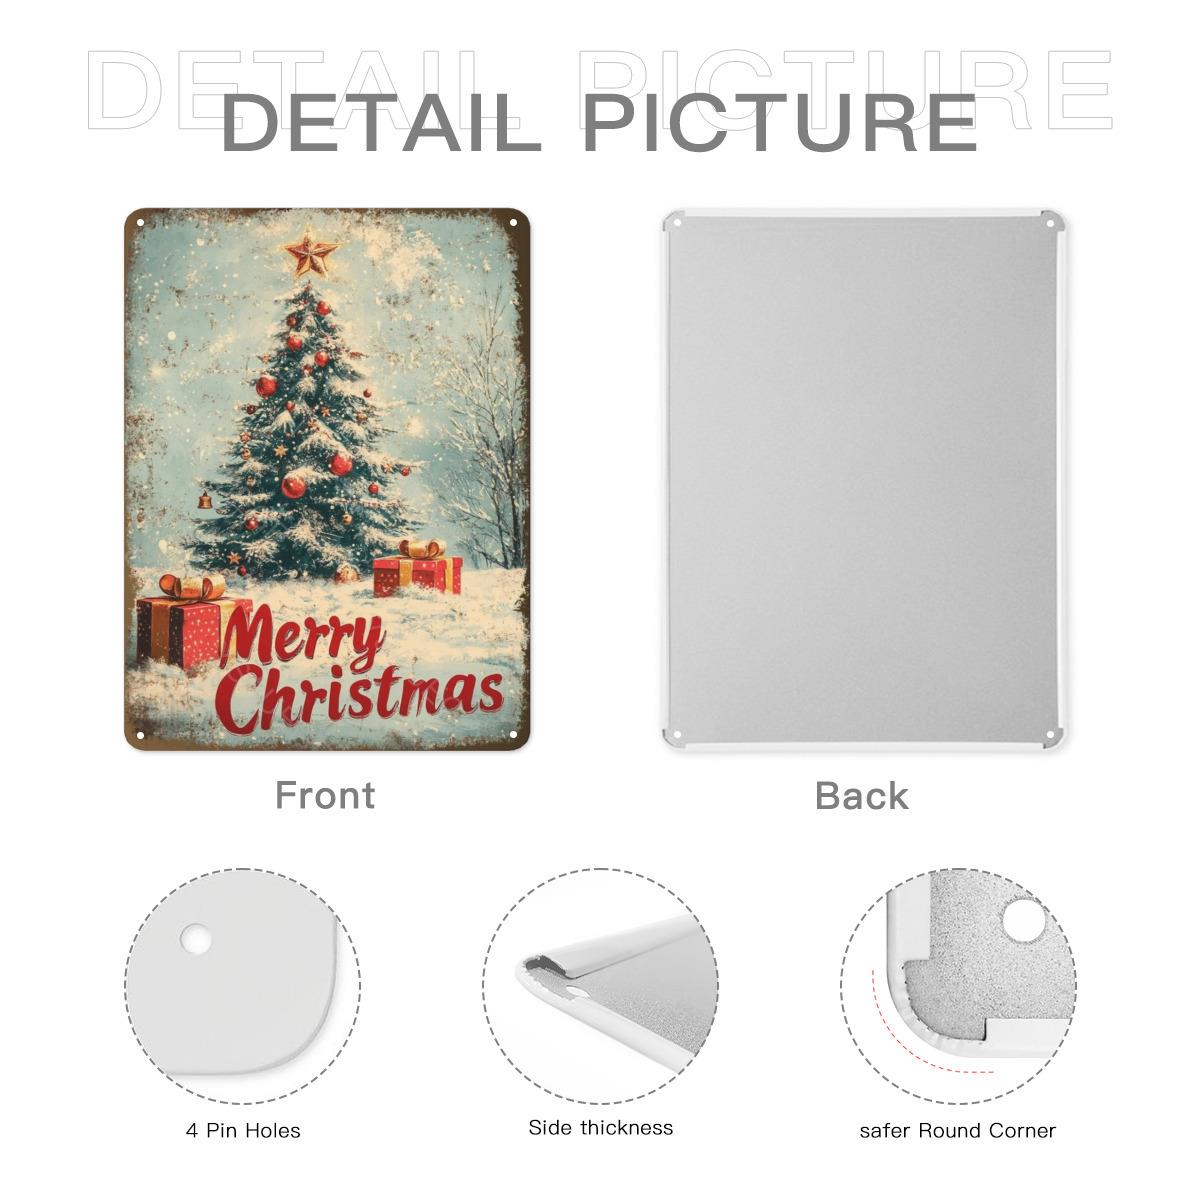 DETAIL PICTURE
DETAIL PICTURE
Merry
Christmas
Front
Back
4 Pin Holes
Side thickness
safer Round Corner